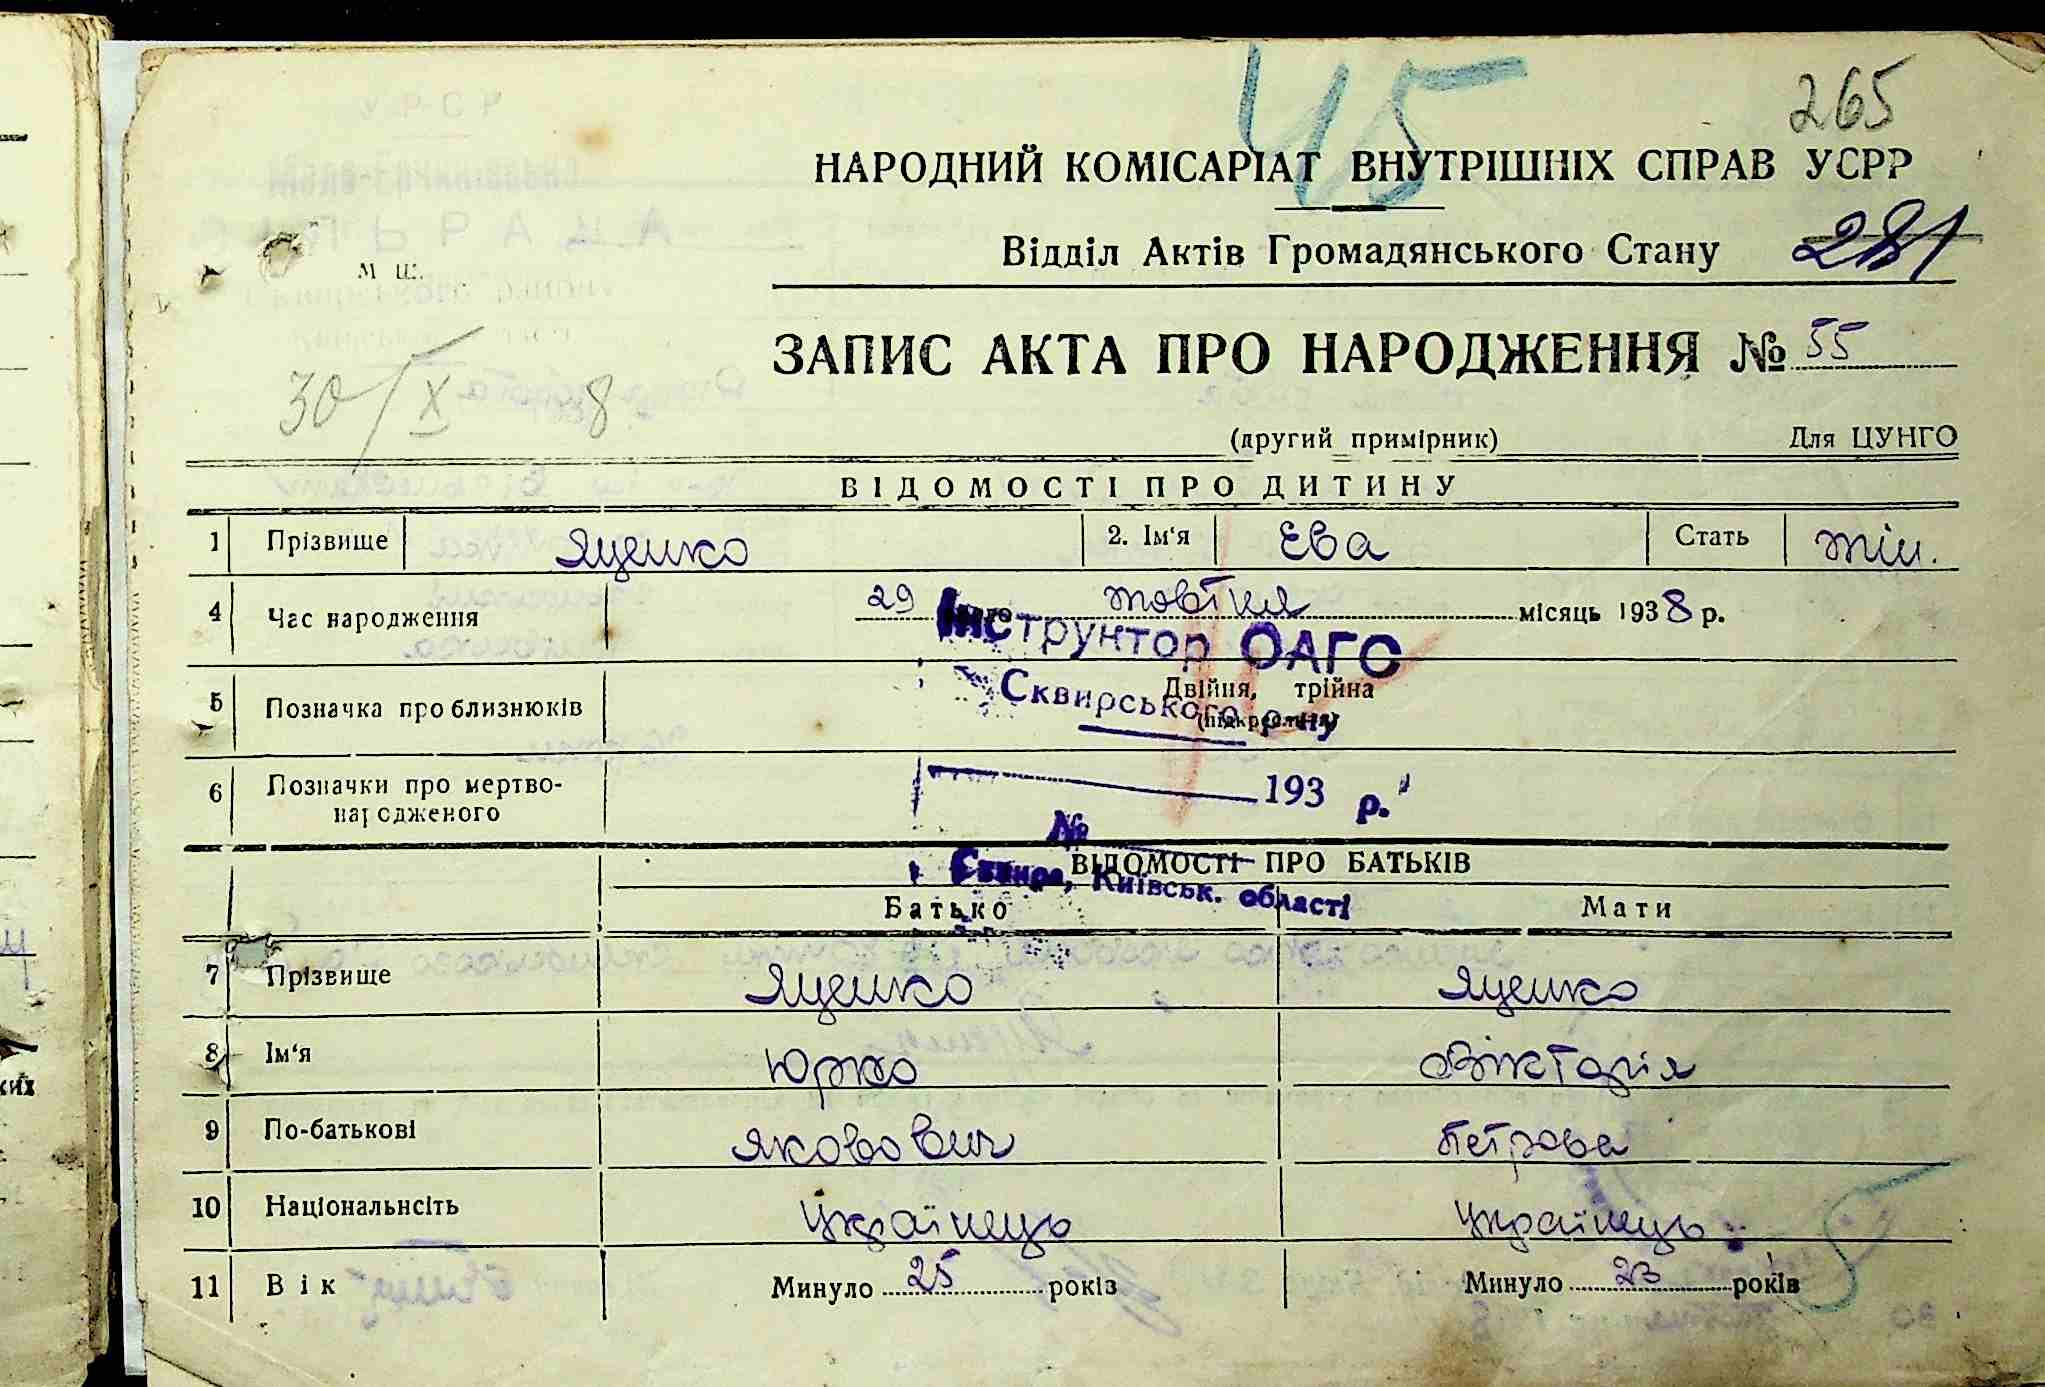 45
265
НАРОДНИЙ КОМІСАРІАТ ВНУТРІШНІХ СПРАВ УСРР
Відділ Актів Громадянського Стану 281
М П.
ЗАПИС АКТА ПРО НАРОДЖЕННЯ № 55
30/X 8
(другий примірник) Для ЦУНГО
ВІДОМОСТІ ПРО ДИТИНУ
1 Прізвище Яценко 2. Ім‘я Ева Стать жін.
4 Час народження 29 жовтня місяць 1938 р.
Інструктор ОАГС
5 Позначка про близнюків Двійня, трійна
Сквирського р-ну
(підкреслити)
6 Позначки про мертвонародженого
193 р.
№
ВІДОМОСТІ ПРО БАТЬКІВ
Сквира, Київськ. області
Батько Мати
7 Прізвище Яценко Яценко
8 Ім‘я Юрко Вікторія
9 По-батькові Яковович Петрова
10 Національнсіть Українець Українець
11 Вік Минуло 25 років Минуло 23 років